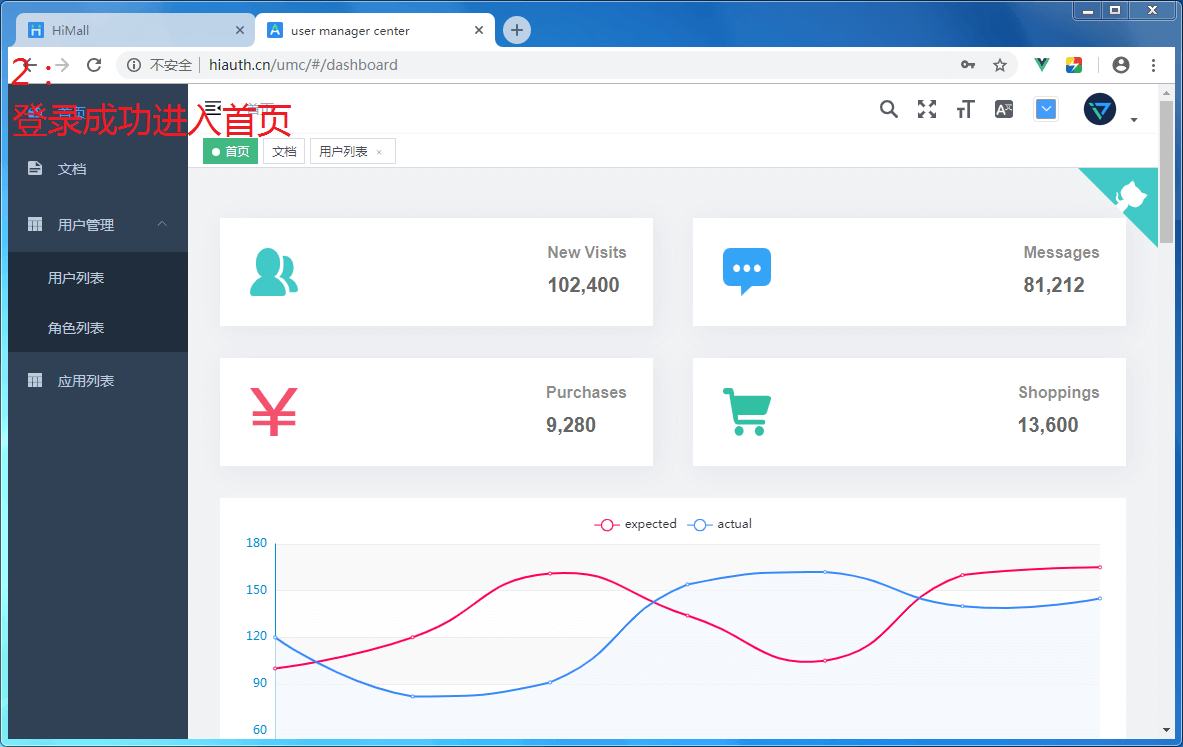 HiMall
user manager center
不安全 hiauth.cn/umc/#/dashboard
2：
登录成功进入首页
首页
首页
文档
用户管理
用户列表
角色列表
应用列表
首页 文档 用户列表 ×
New Visits
102,400
Messages
81,212
Purchases
9,280
Shoppings
13,600
expected actual
180
150
120
90
60